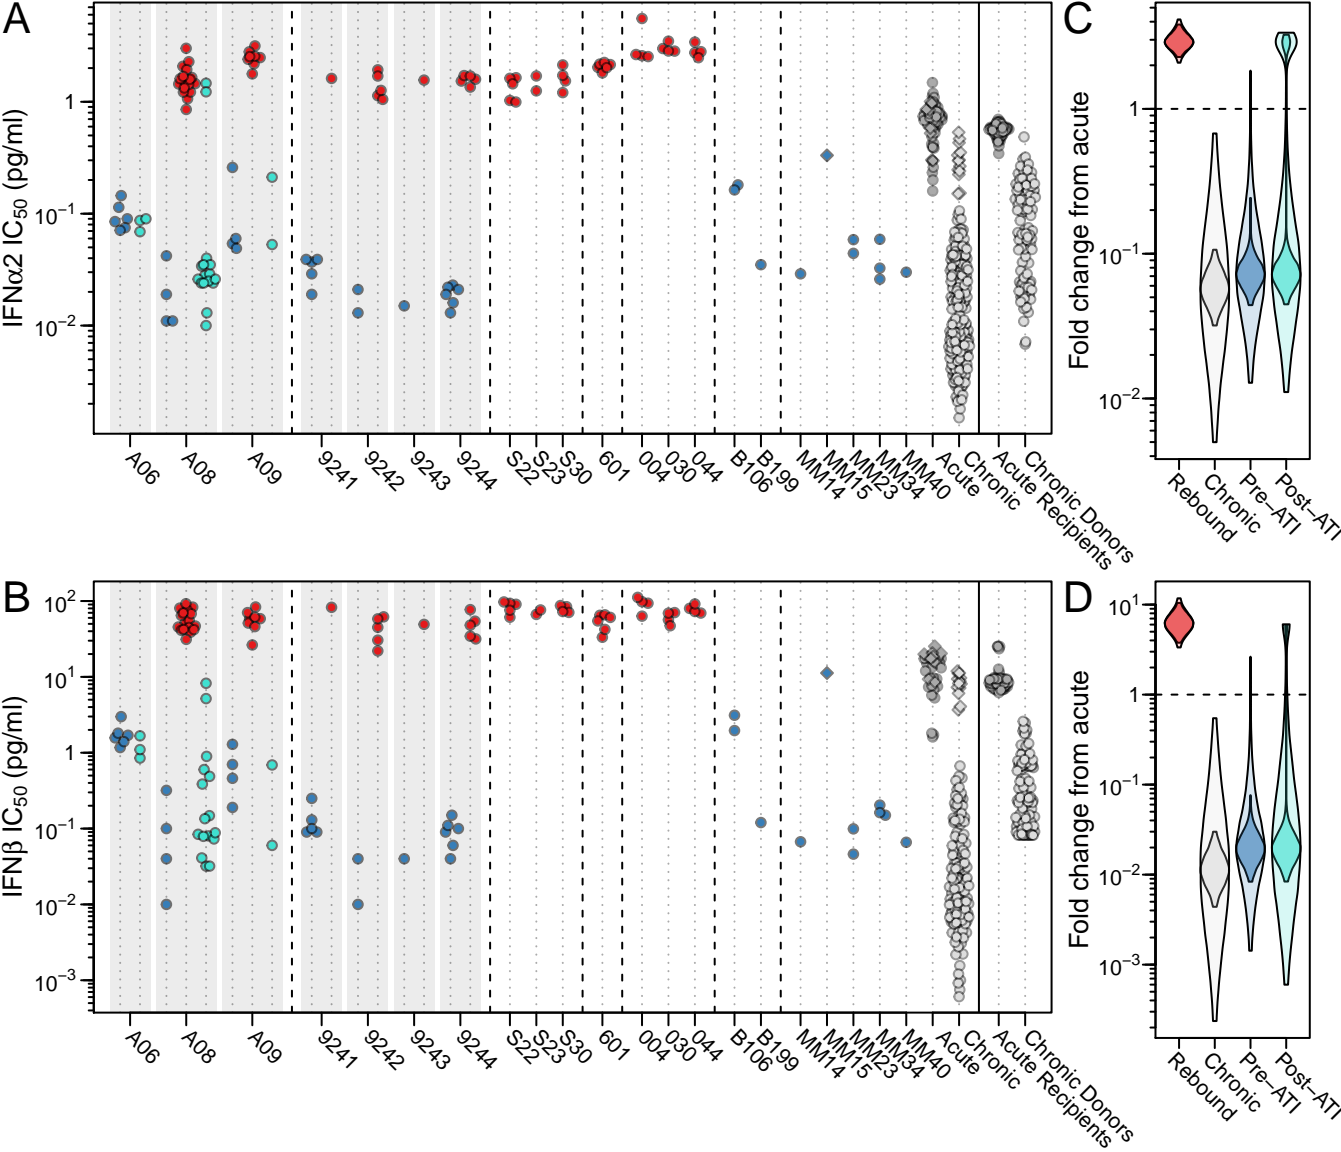 A
IFNα2 IC50 (pg/ml)
1
10−1
10−2
A06
A08
A09
9241
9242
9243
9244
S22
S23
S30
601
004
030
044
B106
B199
MM14
MM15
MM23
MM34
MM40
Acute
Chronic
Acute Recipients
Chronic Donors
C
Fold change from acute
1
10−1
10−2
Rebound
Chronic
Pre−ATI
Post−ATI
B
IFNβ IC50 (pg/ml)
102
101
1
10−1
10−2
10−3
A06
A08
A09
9241
9242
9243
9244
S22
S23
S30
601
004
030
044
B106
B199
MM14
MM15
MM23
MM34
MM40
Acute
Chronic
Acute Recipients
Chronic Donors
D
Fold change from acute
101
1
10−1
10−2
10−3
Rebound
Chronic
Pre−ATI
Post−ATI